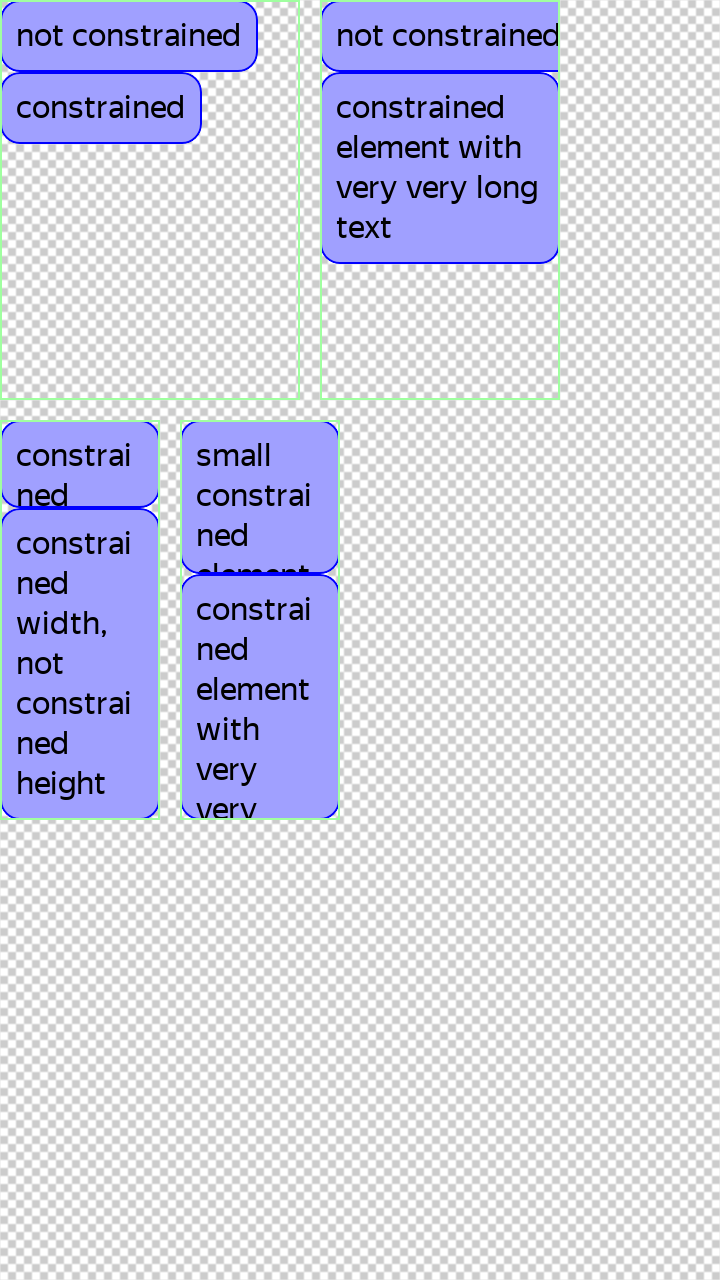 not constrained
constrained
not constrained
constrained
element with
very very long
text
constrai
ned
constrai
ned
width,
not
constrai
ned
height
small
constrai
ned
element
constrai
ned
element
with
very
very